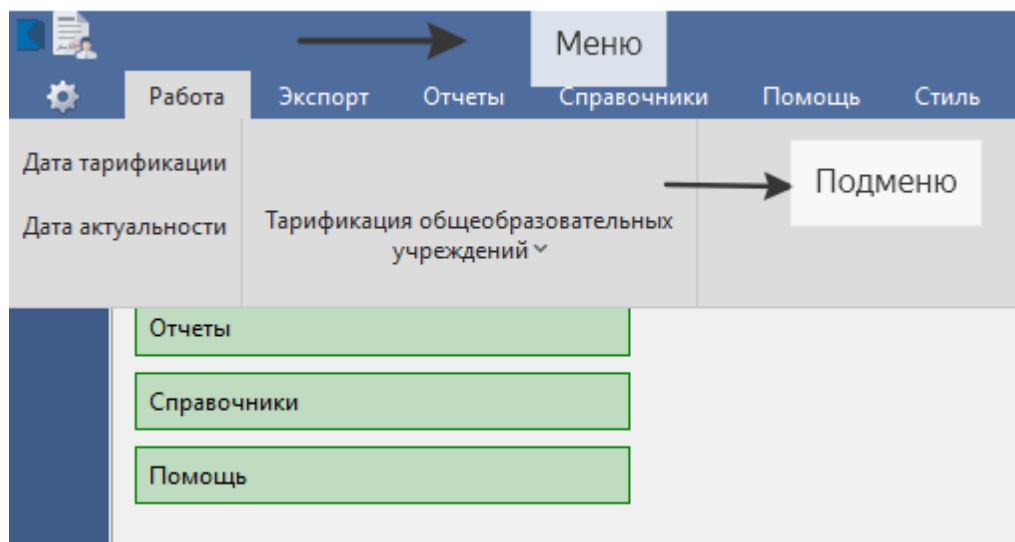 Меню
Работа Экспорт Отчеты Справочники Помощь Стиль
Дата тарификации
Подменю
Дата актуальности
Тарификация общеобразовательных
учреждений
Отчеты
Справочники
Помощь